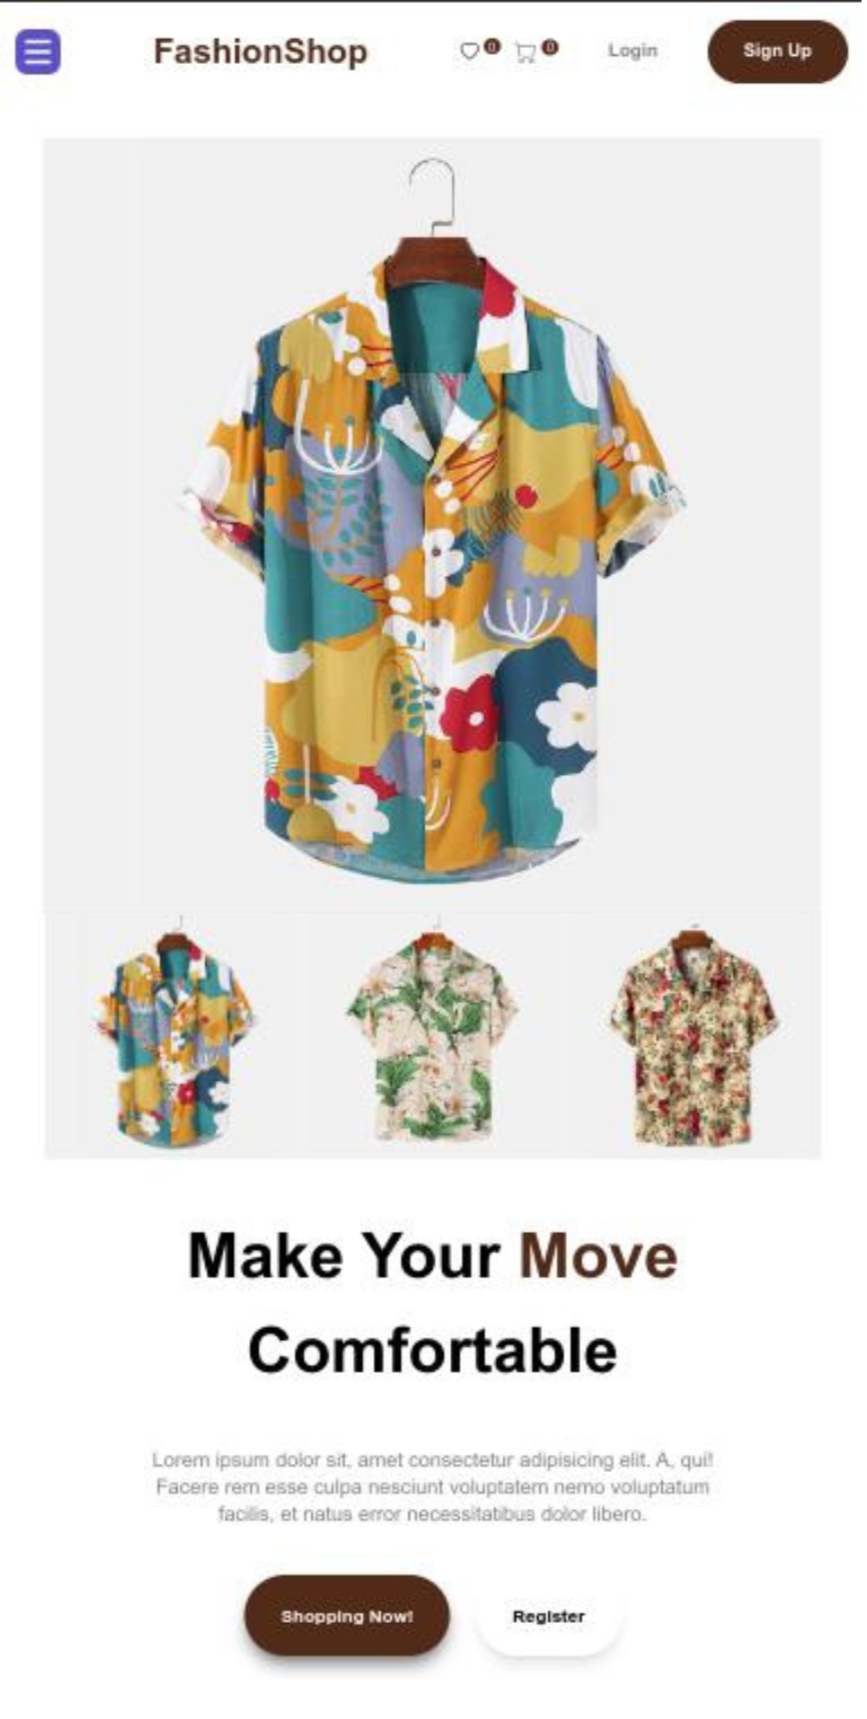 FashionShop 0 0 Login Sign Up
Make Your Move
Comfortable
Lorem ipsum dolor sit, amet consectetur adipisicing elit. A, qui!
Facere rem esse culpa nesciunt voluptatem nemo voluptatum
facilis, et natus error necessitatibus dolor libero.
Shopping Now! Register